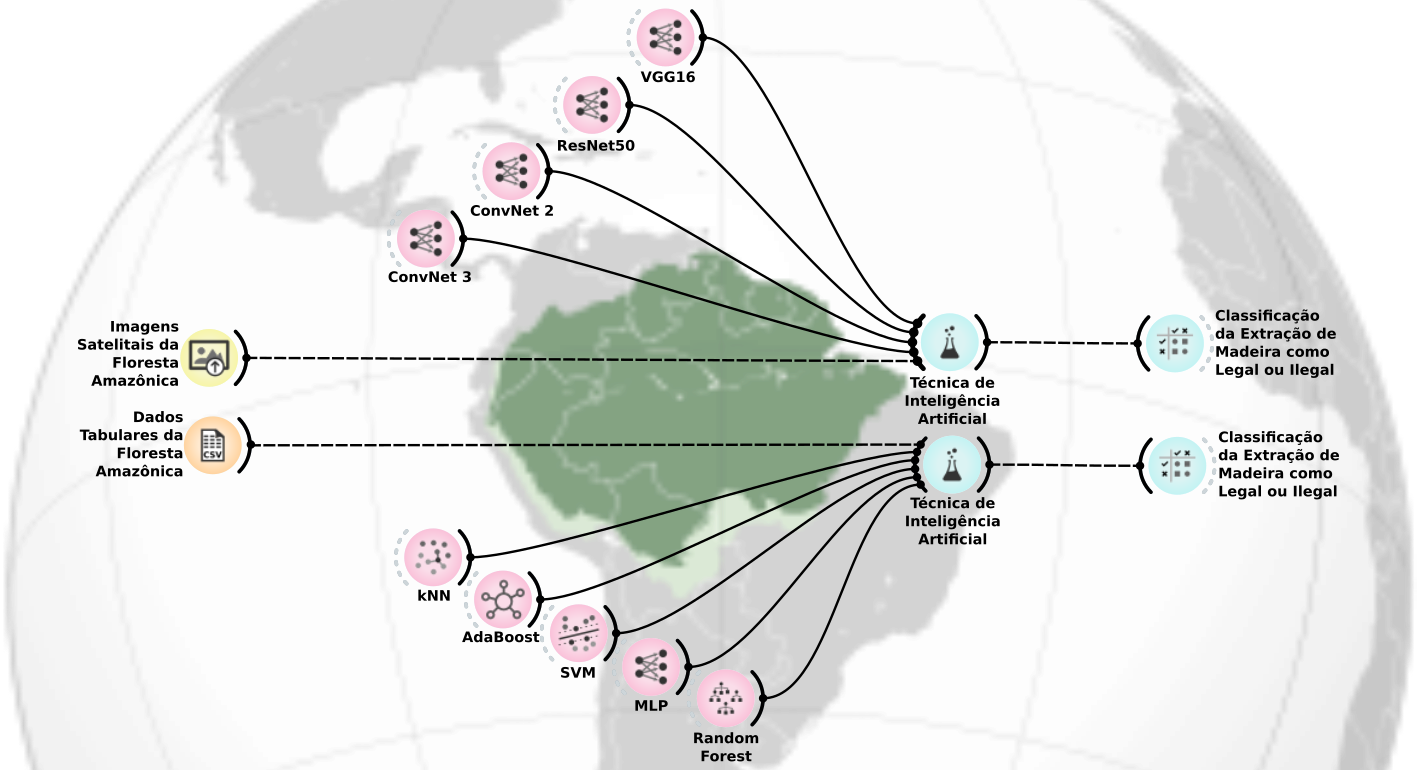 VGG16
ResNet50
ConvNet 2
ConvNet 3
Imagens
Satelitais da
Floresta
Amazônica
Técnica de
Inteligência
Artificial
Classificação
da Extração de
Madeira como
Legal ou Ilegal
Dados
Tabulares da
Floresta
Amazônica
CSV
Técnica de
Inteligência
Artificial
Classificação
da Extração de
Madeira como
Legal ou Ilegal
kNN
AdaBoost
SVM
MLP
Random
Forest